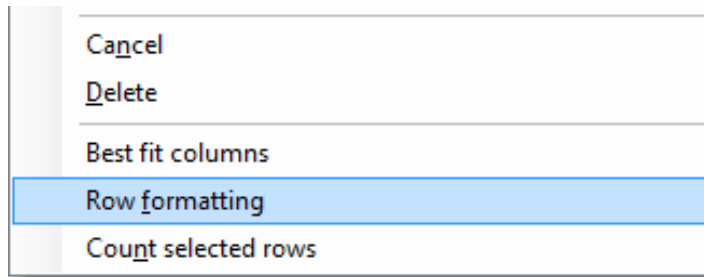 Cancel
Delete
Best fit columns
Row formatting
Count selected rows